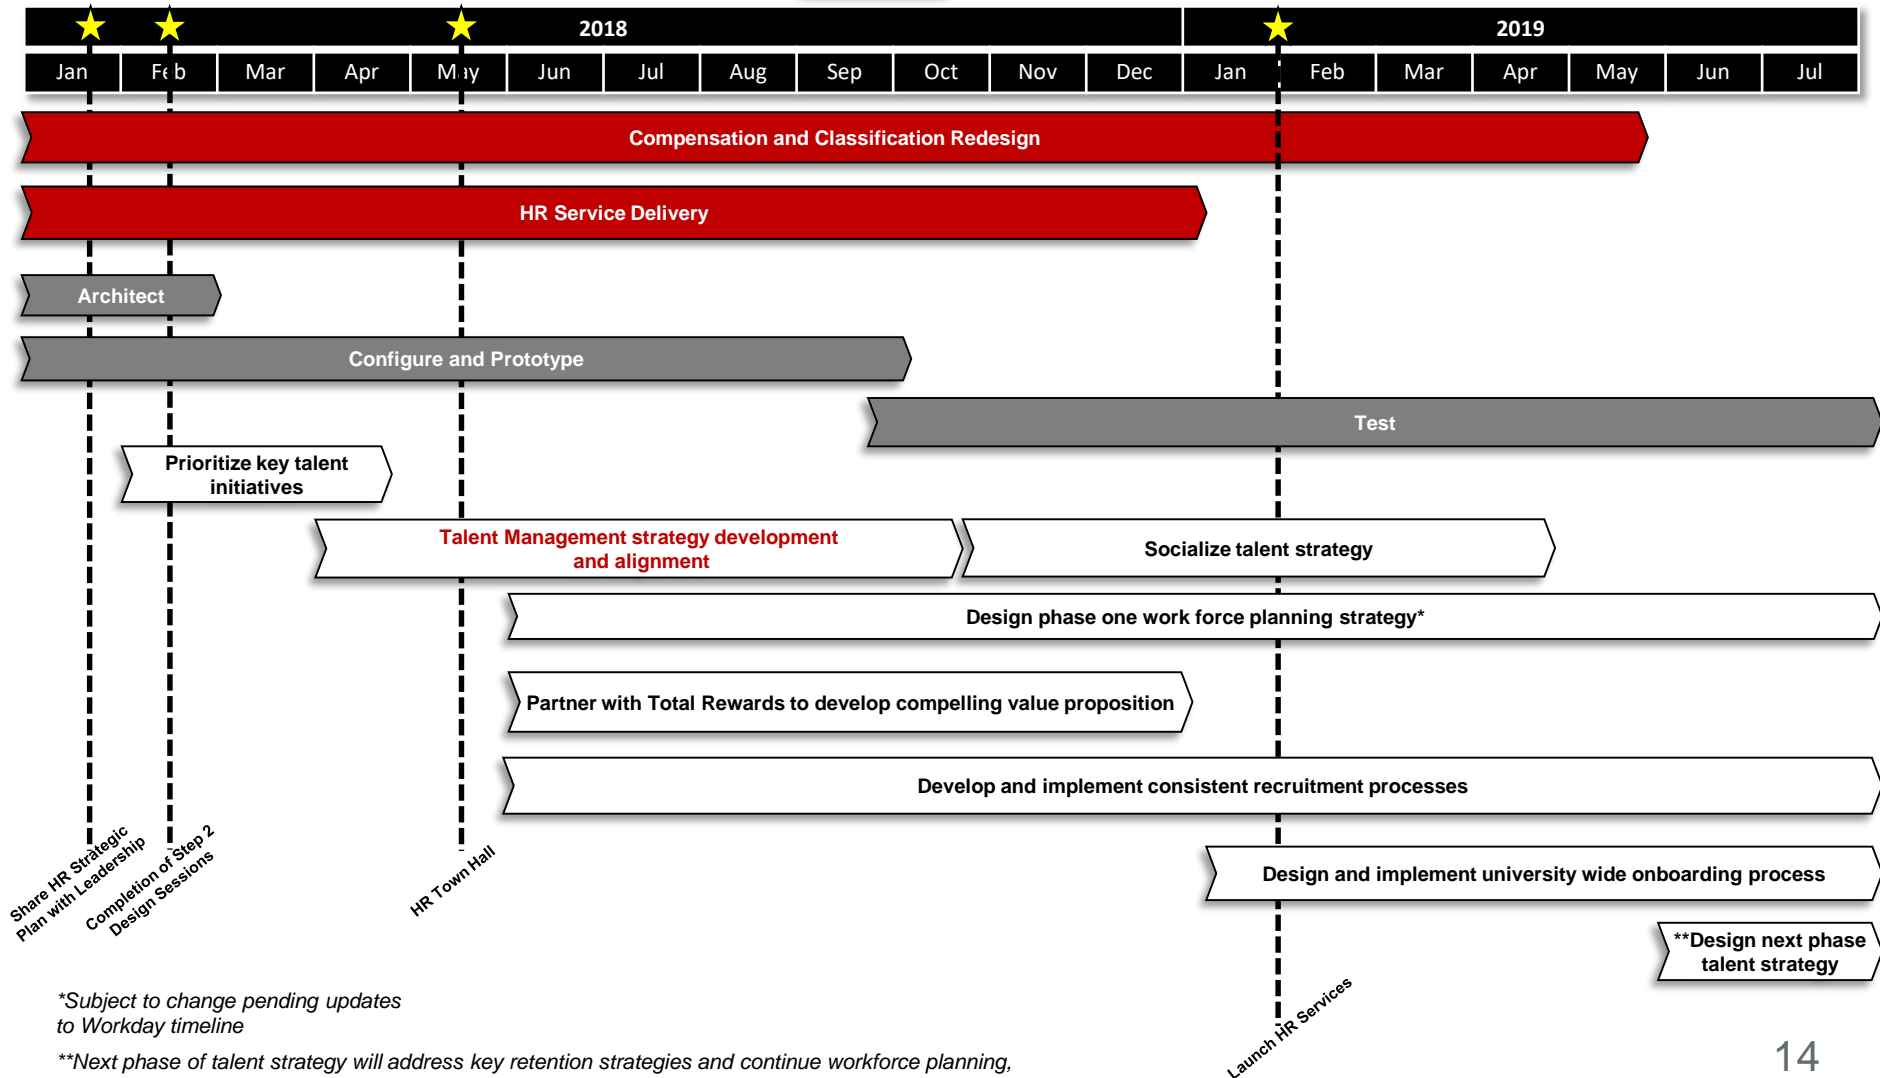 2018
2019
Jan
Feb
Mar
Apr
May
Jun
Jul
Aug
Sep
Oct
Nov
Dec
Jan
Feb
Mar
Apr
May
Jun
Jul
Compensation and Classification Redesign
HR Service Delivery
Architect
Configure and Prototype
Test
Prioritize key talent
initiatives
Talent Management strategy development
and alignment
Socialize talent strategy
Design phase one work force planning strategy*
Partner with Total Rewards to develop compelling value proposition
Develop and implement consistent recruitment processes
Design and implement university wide onboarding process
**Design next phase
talent strategy
Share HR Strategic
Plan with Leadership
Completion of Step 2
Design Sessions
HR Town Hall
Launch HR Services
*Subject to change pending updates
to Workday timeline
**Next phase of talent strategy will address key retention strategies and continue workforce planning,
14